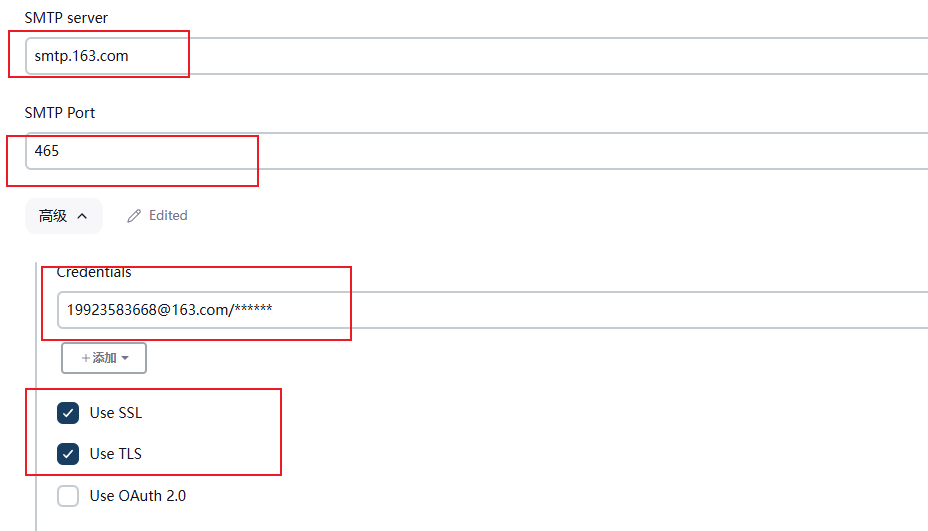 SMTP server
smtp.163.com
SMTP Port
465
高级 Edited
Credentials
19923583668@163.com/******
+添加
Use SSL
Use TLS
Use OAuth 2.0